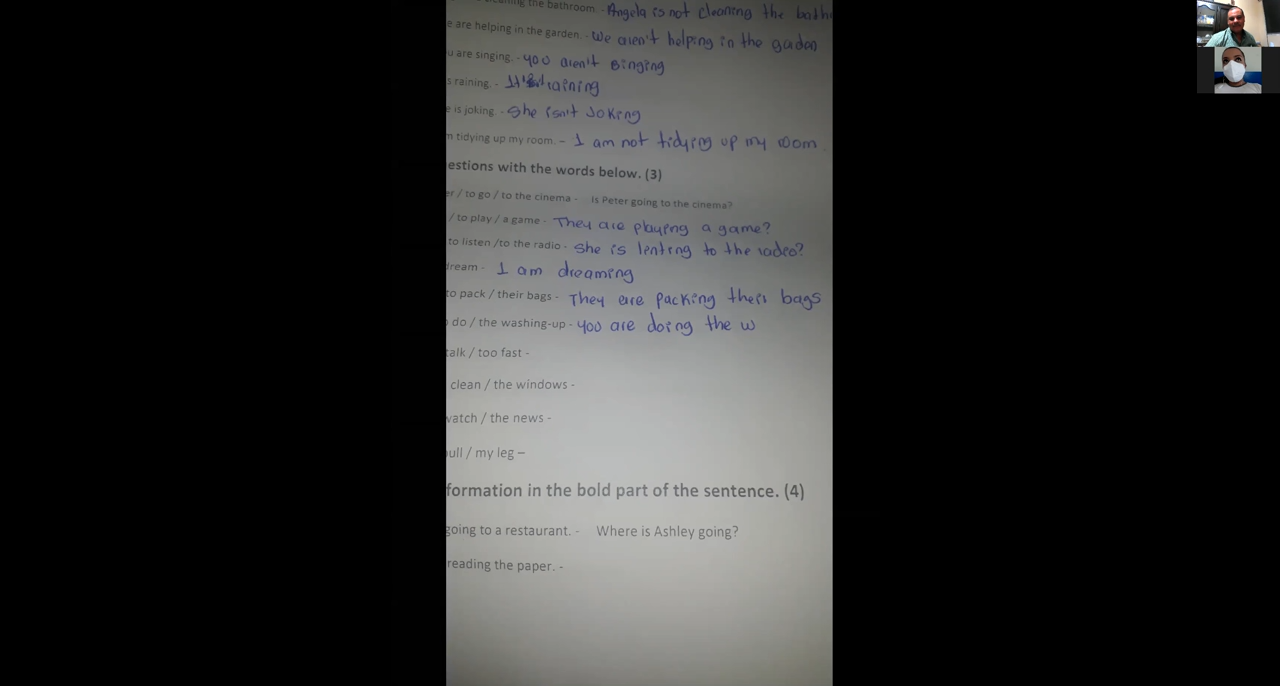 the bathroom. - Angela is not cleaning the bath
e are helping in the garden. - We aren't helping in the garden
u are singing. - you aren't singing
s raining. - raining
e is joking. - She isn't Joking
m tidying up my room. – I am not tidying up my room.
estions with the words below. (3)
er / to go / to the cinema - Is Peter going to the cinema?
/ to play / a game - They are playing a game?
to listen /to the radio - She is lenting to the radeo?
dream - I am dreaming
to pack / their bags - They are packing their bags
do / the washing-up - you are doing the w
talk / too fast -
clean / the windows -
watch / the news -
pull / my leg –
formation in the bold part of the sentence. (4)
going to a restaurant. - Where is Ashley going?
reading the paper. -